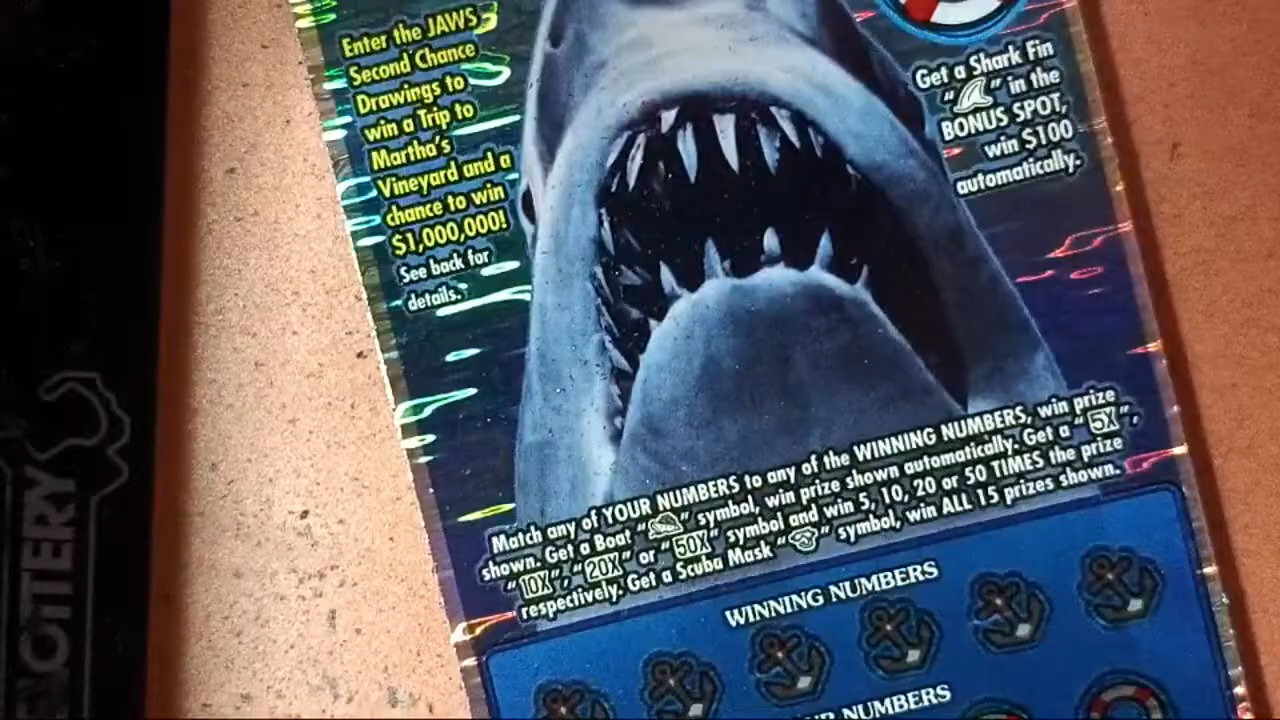 Enter the JAWS
Second Chance
Drawings to
win a Trip to
Martha's
Vineyard and a
chance to win
$1,000,000!
See back for
details.
Get a Shark Fin
" " in the
BONUS SPOT,
win $100
automatically.
Match any of YOUR NUMBERS to any of the WINNING NUMBERS, win prize
shown. Get a Boat " " symbol, win prize shown automatically. Get a "5X",
"10X", "20X" or "50X" symbol and win 5, 10, 20 or 50 TIMES the prize
respectively. Get a Scuba Mask " " symbol, win ALL 15 prizes shown.
WINNING NUMBERS
NUMBERS
LOTTERY